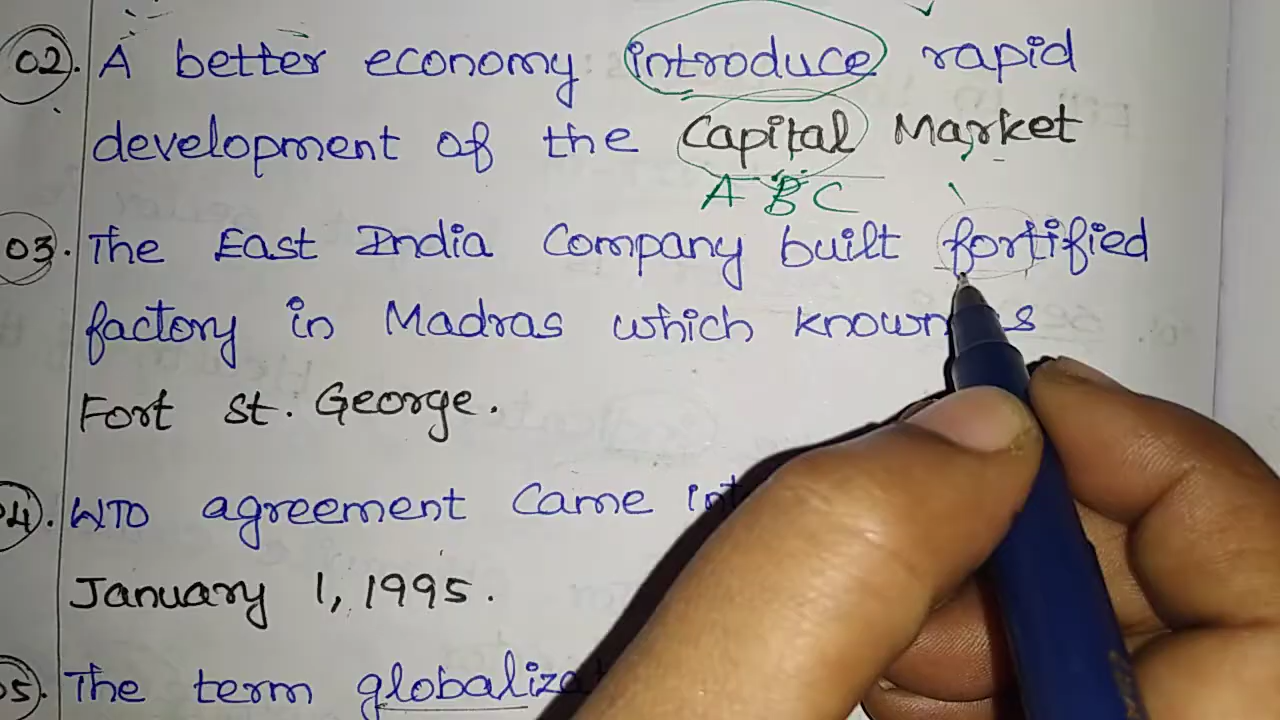 02. A better economy introduce rapid
development of the Capital Market
A B C
03. The East India Company built fortified
factory in Madras which known
Fort St. George.
04. WTO agreement came
January 1, 1995.
05. The term